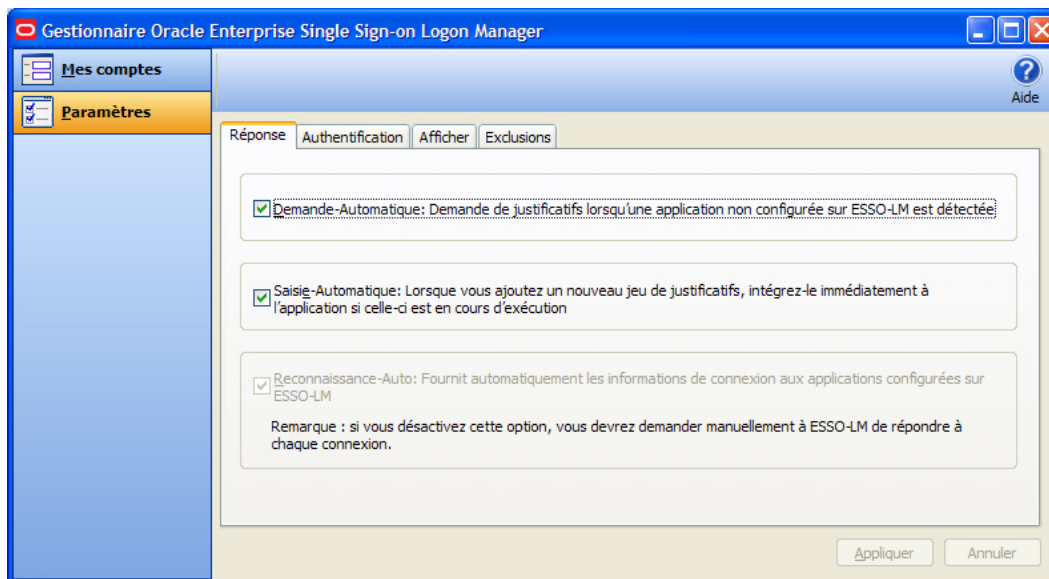 Gestionnaire Oracle Enterprise Single Sign-on Logon Manager
Mes comptes
Paramètres
Aide
Réponse
Authentification
Afficher
Exclusions
Demande-Automatique: Demande de justificatifs lorsqu'une application non configurée sur ESSO-LM est détectée
Saisie-Automatique: Lorsque vous ajoutez un nouveau jeu de justificatifs, intégrez-le immédiatement à
l'application si celle-ci est en cours d'exécution
Reconnaissance-Auto: Fournit automatiquement les informations de connexion aux applications configurées sur
ESSO-LM
Remarque : si vous désactivez cette option, vous devrez demander manuellement à ESSO-LM de répondre à
chaque connexion.
Appliquer
Annuler